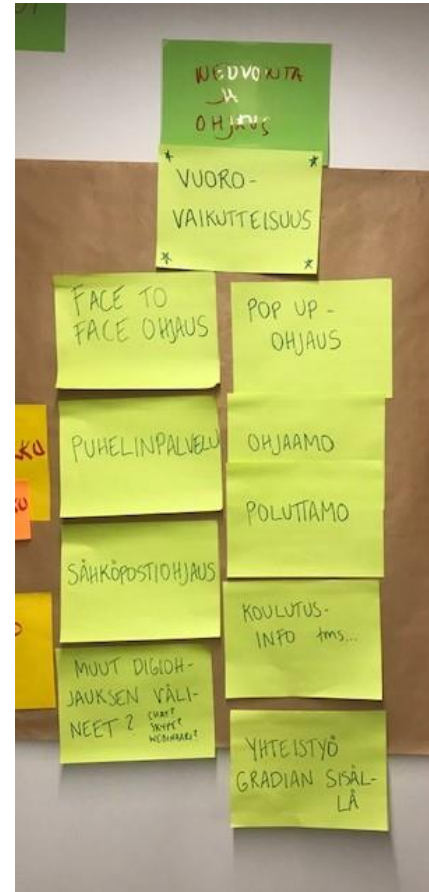 NEUVONTA
JA
OHJAUS
VUORO-
VAIKUTTEISUUS
FACE TO
FACE OHJAUS
PUHELINPALVELU
SÄHKÖPOSTIOHJAUS
MUUT DIGIOH-
JAUKSEN VÄLI-
NEET? CHAT?
SKYPE?
WEBINAARI?
POP UP -
OHJAUS
OHJAAMO
POLUTTAMO
KOULUTUS-
INFO tms...
YHTEISTYÖ
GRADIAN SISÄL-
LÄ